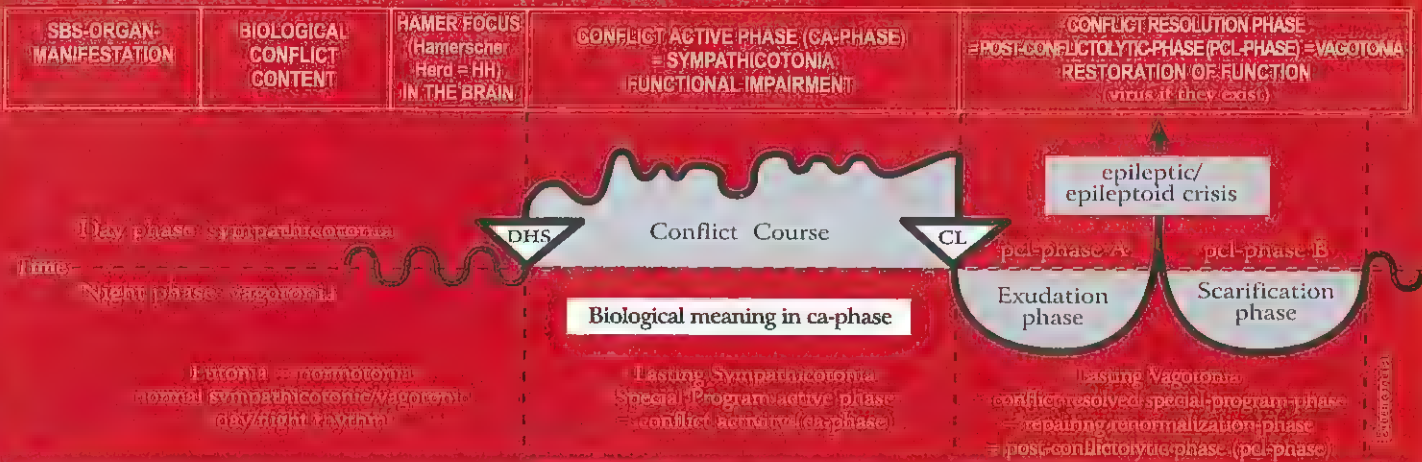 SBS-ORGAN-
MANIFESTATION
BIOLOGICAL
CONFLICT
CONTENT
HAMER FOCUS
(Hamerscher
Herd = HH)
IN THE BRAIN
CONFLICT ACTIVE PHASE (CA-PHASE)
= SYMPATHICOTONIA
FUNCTIONAL IMPAIRMENT
CONFLICT RESOLUTION PHASE
=POST-CONFLICTOLYTIC-PHASE (PCL-PHASE) =VAGOTONIA
RESTORATION OF FUNCTION
(virus if they exist)
epileptic/
epileptoid crisis
Day phase: sympathicotonia
DHS
Conflict Course
CL
pcl-phase A
pcl-phase B
time
Night phase: vagotonia
Exudation
phase
Scarification
phase
Biological meaning in ca-phase
Eutonia = normotonia
normal sympathicotonic/vagotonic
day/night rhythm
Lasting Sympathicotonia
Special Program active phase
= conflict activity (ca-phase)
Lasting Vagotonia
conflict-resolved special-program-phase
= repairing renormalization-phase
= post-conflictolytic-phase (pcl-phase)